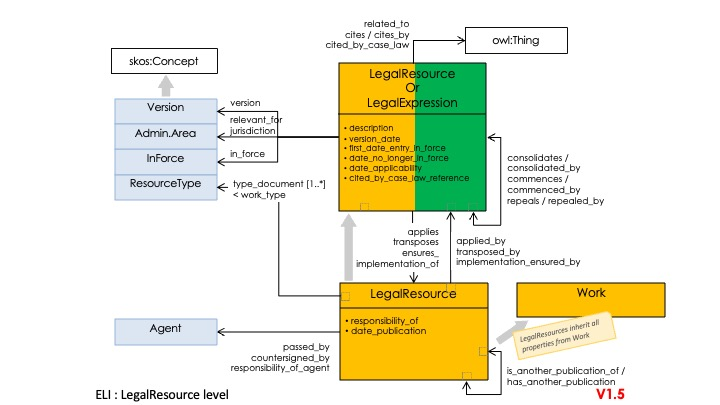 related_to
cites / cites_by
cited_by_case_law
owl:Thing
skos:Concept
LegalResource
Or
LegalExpression
Version
Admin.Area
InForce
ResourceType
version
relevant_for
jurisdiction
in_force
type_document [1..*]
< work_type
• description
• version_date
• first_date_entry_in_force
• date_no_longer_in_force
• date_applicability
• cited_by_case_law_reference
consolidates /
consolidated_by
commences /
commenced_by
repeals / repealed_by
applies
transposes
ensures_
implementation_of
applied_by
transposed_by
implementation_ensured_by
LegalResource
• responsibility_of
• date_publication
Work
LegalResources inherit all
properties from Work
Agent
passed_by
countersigned_by
responsibility_of_agent
is_another_publication_of /
has_another_publication
ELI : LegalResource level
V1.5